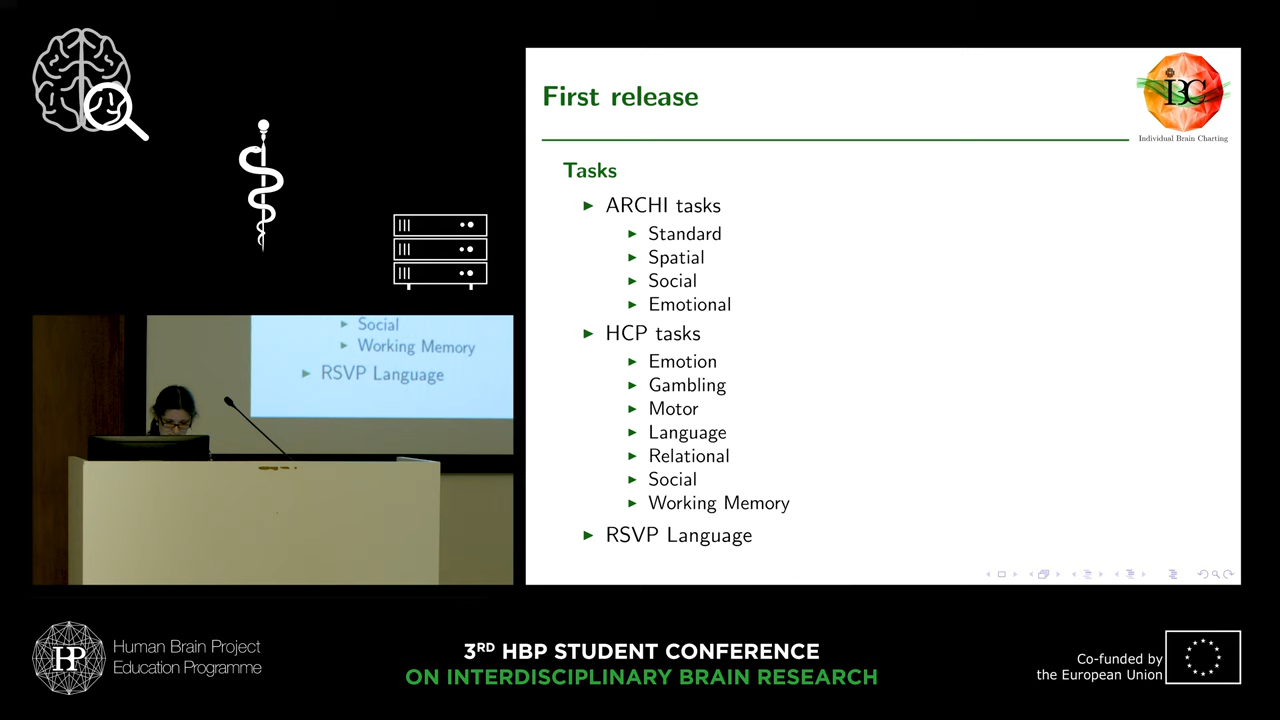 First release
IBC
Individual Brain Charting
Tasks
ARCHI tasks
Standard
Spatial
Social
Emotional
HCP tasks
Emotion
Gambling
Motor
Language
Relational
Social
Working Memory
RSVP Language
Social
Working Memory
RSVP Language
HP
Human Brain Project
Education Programme
3RD HBP STUDENT CONFERENCE
ON INTERDISCIPLINARY BRAIN RESEARCH
Co-funded by
the European Union